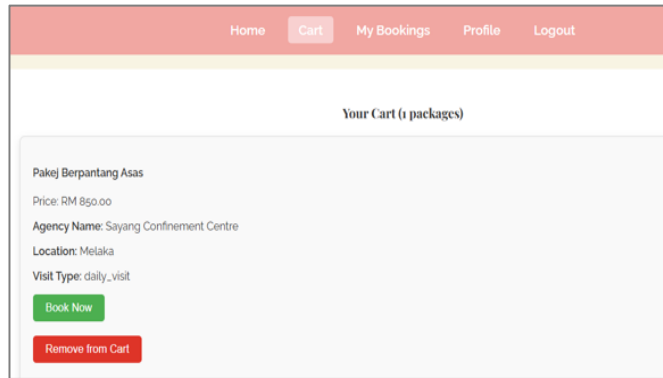 Home Cart My Bookings Profile Logout
Your Cart (1 packages)
Pakej Berpantang Asas
Price: RM 850.00
Agency Name: Sayang Confinement Centre
Location: Melaka
Visit Type: daily_visit
Book Now
Remove from Cart